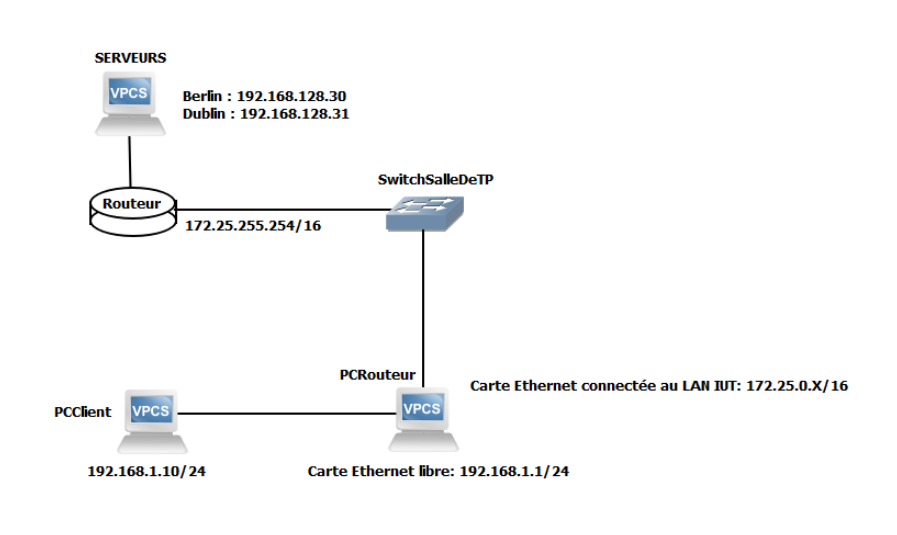 SERVEURS
VPCS
Berlin : 192.168.128.30
Dublin : 192.168.128.31
SwitchSalleDeTP
Routeur
172.25.255.254/16
PCRouteur
Carte Ethernet connectée au LAN IUT: 172.25.0.X/16
PCClient
VPCS
VPCS
192.168.1.10/24
Carte Ethernet libre: 192.168.1.1/24